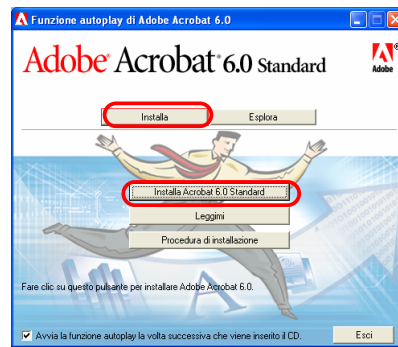 Funzione autoplay di Adobe Acrobat 6.0
Adobe® Acrobat® 6.0 Standard
Adobe
®
Installa
Esplora
Installa Acrobat 6.0 Standard
Leggimi
Procedura di installazione
Fare clic su questo pulsante per installare Adobe Acrobat 6.0.
Avvia la funzione autoplay la volta successiva che viene inserito il CD.
Esci